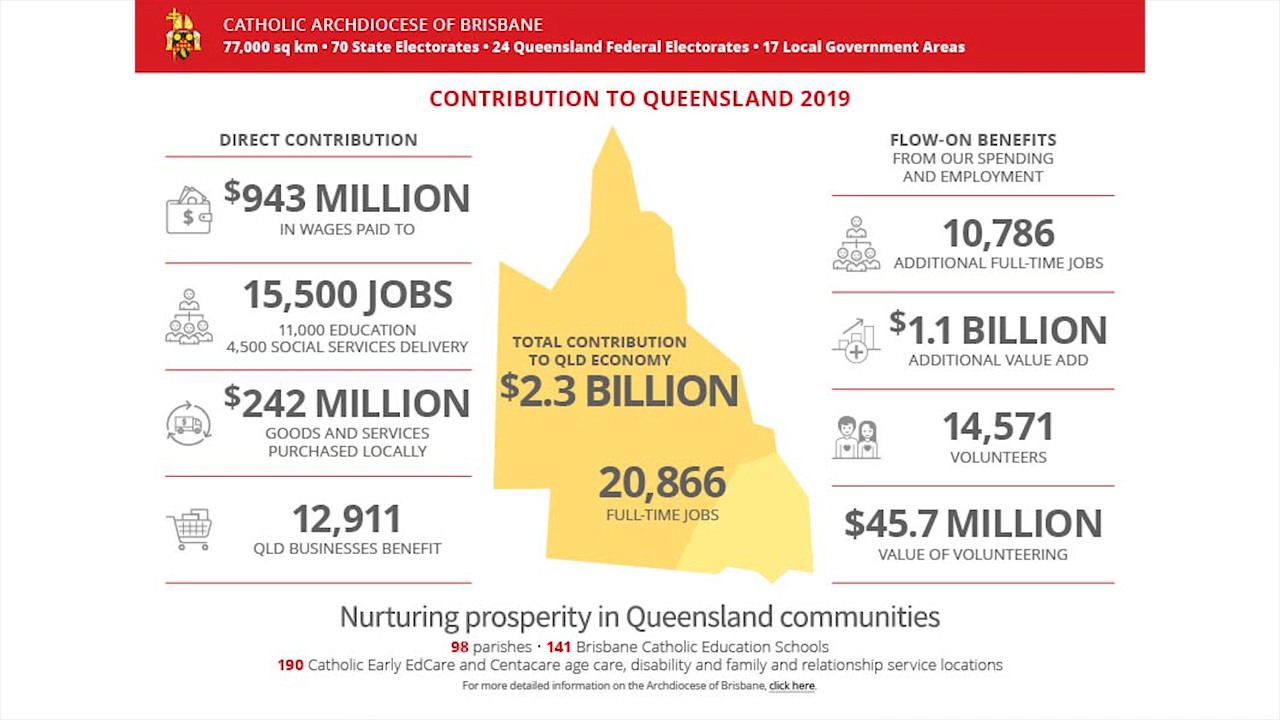 CATHOLIC ARCHDIOCESE OF BRISBANE
77,000 sq km • 70 State Electorates • 24 Queensland Federal Electorates • 17 Local Government Areas
CONTRIBUTION TO QUEENSLAND 2019
DIRECT CONTRIBUTION
$943 MILLION
IN WAGES PAID TO
15,500 JOBS
11,000 EDUCATION
4,500 SOCIAL SERVICES DELIVERY
$242 MILLION
GOODS AND SERVICES
PURCHASED LOCALLY
12,911
QLD BUSINESSES BENEFIT
TOTAL CONTRIBUTION
TO QLD ECONOMY
$2.3 BILLION
20,866
FULL-TIME JOBS
FLOW-ON BENEFITS
FROM OUR SPENDING
AND EMPLOYMENT
10,786
ADDITIONAL FULL-TIME JOBS
$1.1 BILLION
ADDITIONAL VALUE ADD
14,571
VOLUNTEERS
$45.7 MILLION
VALUE OF VOLUNTEERING
Nurturing prosperity in Queensland communities
98 parishes • 141 Brisbane Catholic Education Schools
190 Catholic Early EdCare and Centacare age care, disability and family and relationship service locations
For more detailed information on the Archdiocese of Brisbane, click here.